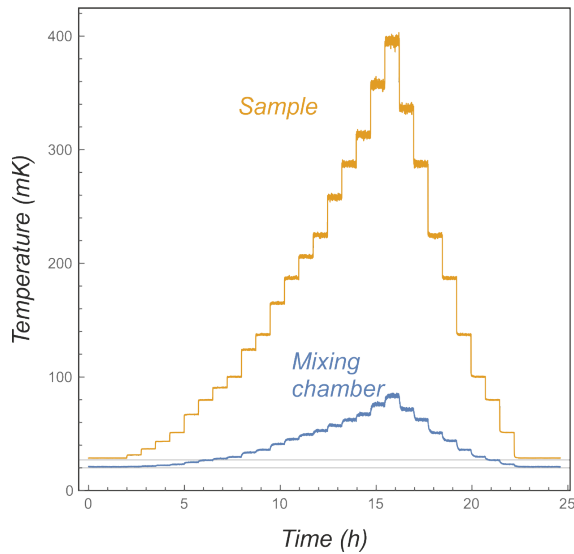 400
Sample
300
Temperature (mK)
200
Mixing
chamber
100
0
0 5 10 15 20 25
Time (h)